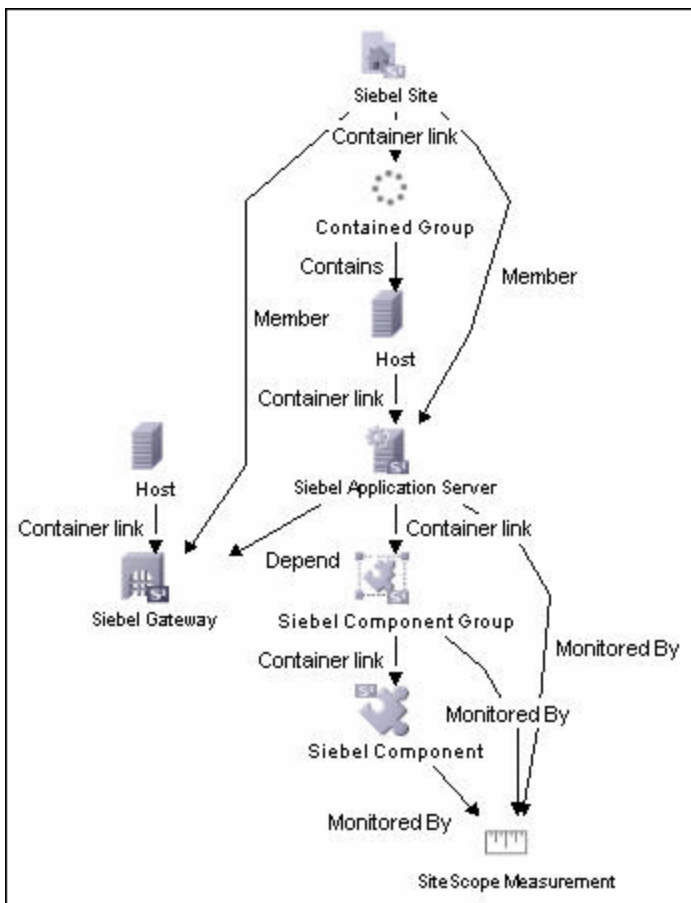 Siebel Site
Container link
Contained Group
Contains
Member
Member
Host
Container link
Host
Siebel Application Server
Container link
Container link
Depend
Siebel Gateway
Siebel Component Group
Monitored By
Container link
Monitored By
Siebel Component
Monitored By
SiteScope Measurement